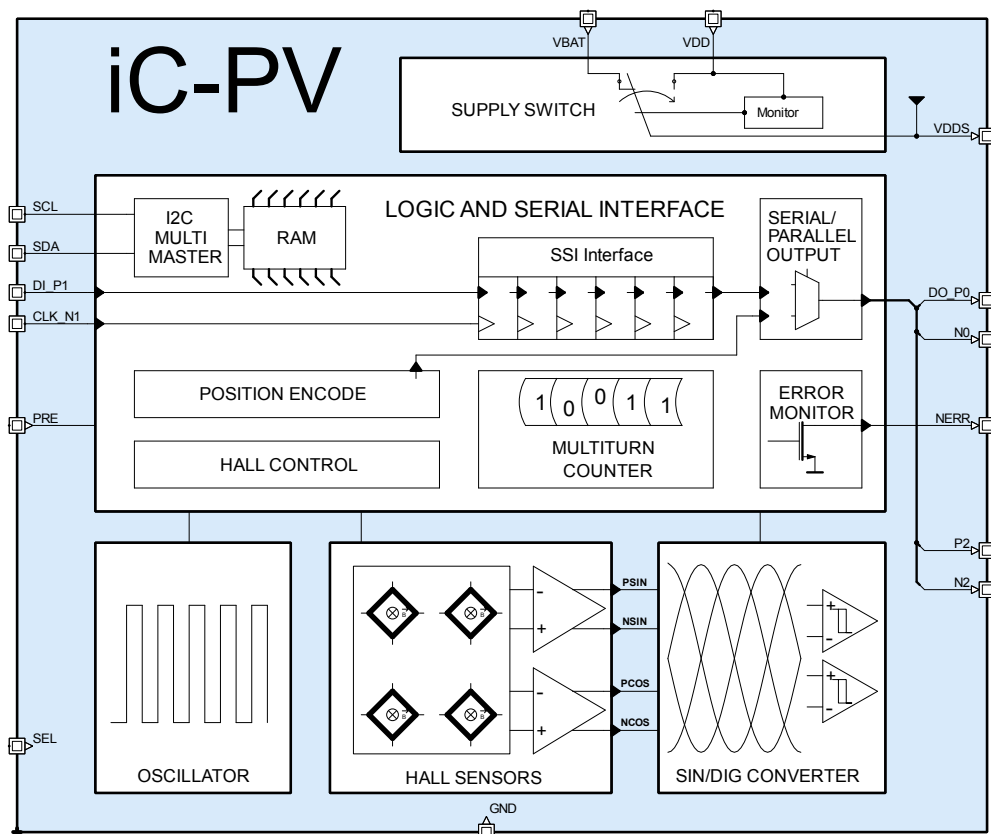 iC-PV
VBAT
VDD
SUPPLY SWITCH
Monitor
VDDS
SCL
SDA
DI_P1
CLK_N1
PRE
SEL
I2C
MULTI
MASTER
RAM
LOGIC AND SERIAL INTERFACE
SSI Interface
SERIAL/
PARALLEL
OUTPUT
DO_P0
N0
POSITION ENCODE
HALL CONTROL
1 0 0 1 1
MULTITURN
COUNTER
ERROR
MONITOR
NERR
P2
N2
OSCILLATOR
B
B
B
B
-
+
-
+
HALL SENSORS
PSIN
NSIN
PCOS
NCOS
+
-
+
-
SIN/DIG CONVERTER
GND